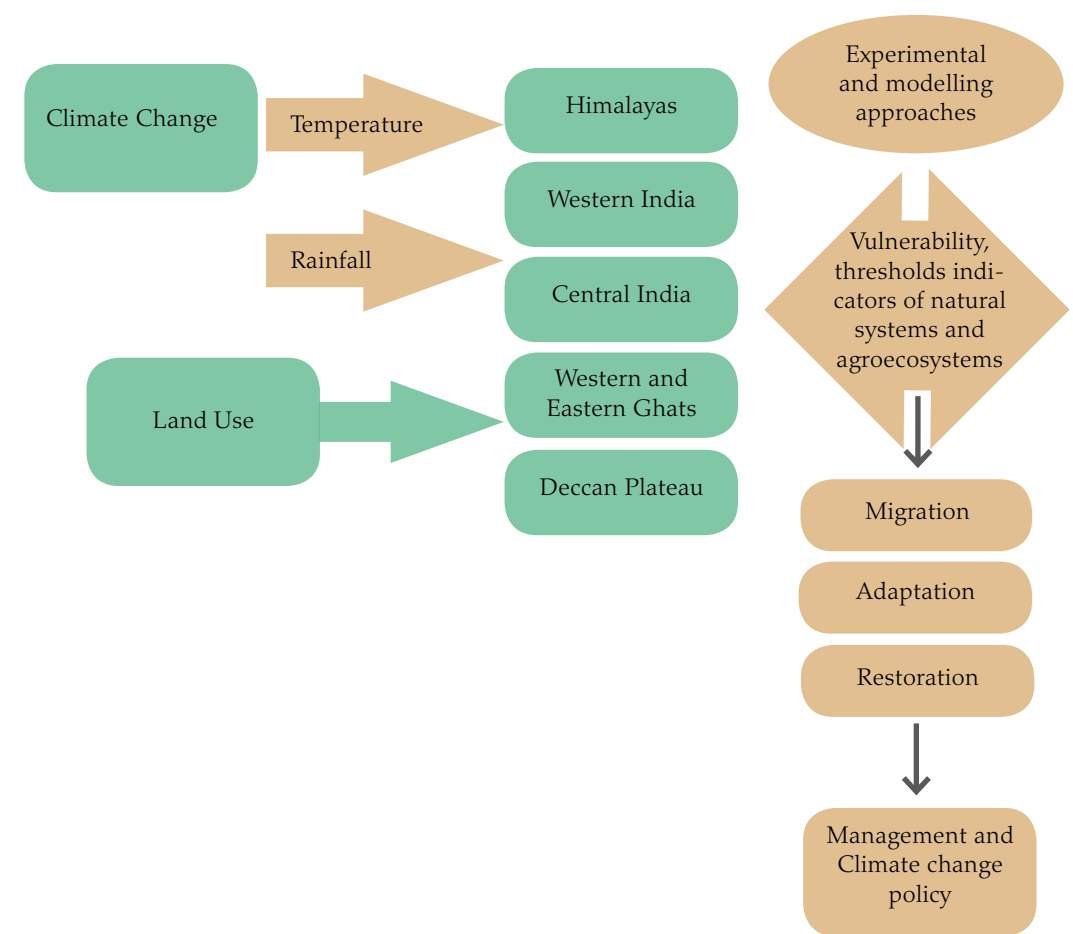 Climate Change
Temperature
Rainfall
Land Use
Himalayas
Western India
Central India
Western and
Eastern Ghats
Deccan Plateau
Experimental
and modelling
approaches
Vulnerability,
thresholds indi-
cators of natural
systems and
agroecosystems
Migration
Adaptation
Restoration
Management and
Climate change
policy